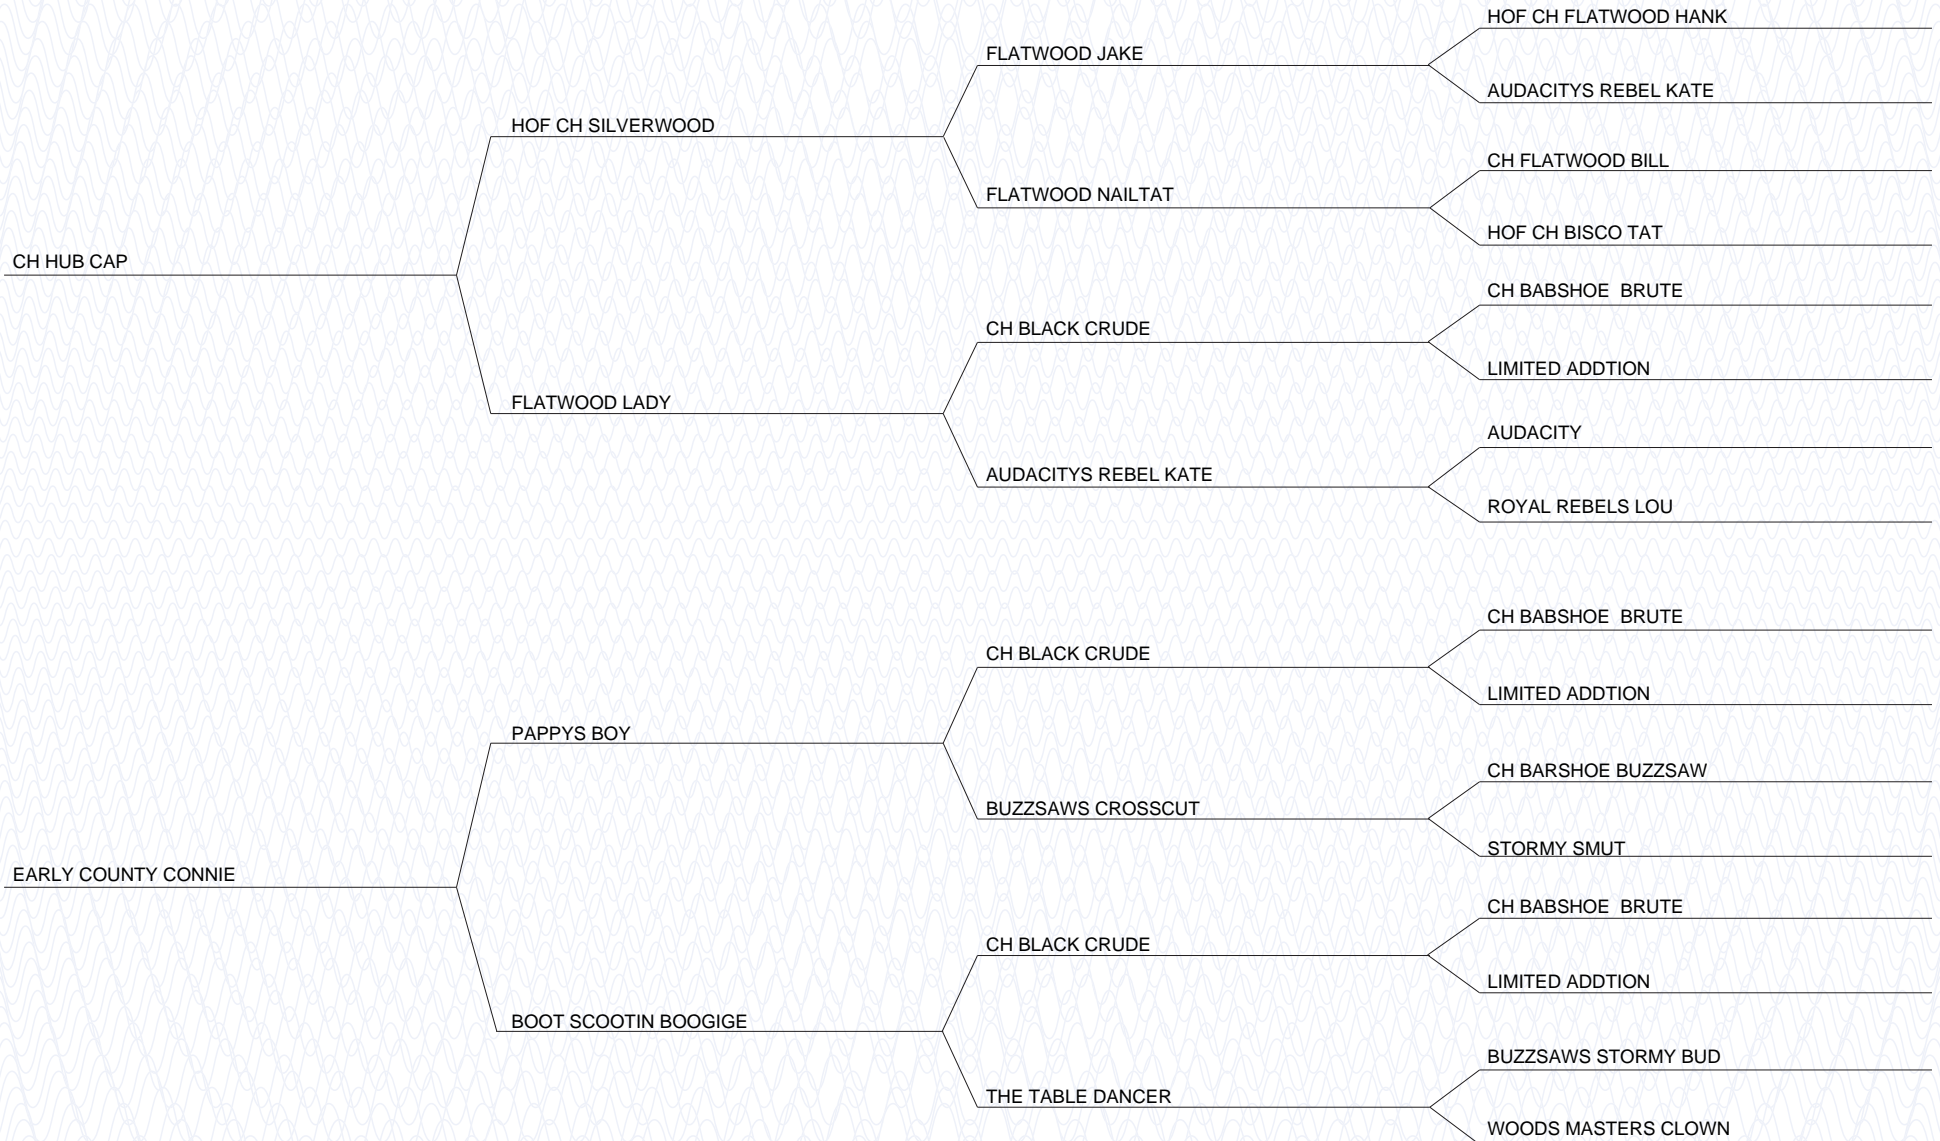 HOF CH FLATWOOD HANK
FLATWOOD JAKE
AUDACITYS REBEL KATE
HOF CH SILVERWOOD
CH FLATWOOD BILL
FLATWOOD NAILTAT
HOF CH BISCO TAT
CH HUB CAP
CH BABSHOE  BRUTE
CH BLACK CRUDE
LIMITED ADDTION
FLATWOOD LADY
AUDACITY
AUDACITYS REBEL KATE
ROYAL REBELS LOU
CH BABSHOE  BRUTE
CH BLACK CRUDE
LIMITED ADDTION
PAPPYS BOY
CH BARSHOE BUZZSAW
BUZZSAWS CROSSCUT
STORMY SMUT
EARLY COUNTY CONNIE
CH BABSHOE  BRUTE
CH BLACK CRUDE
LIMITED ADDTION
BOOT SCOOTIN BOOGIGE
BUZZSAWS STORMY BUD
THE TABLE DANCER
WOODS MASTERS CLOWN